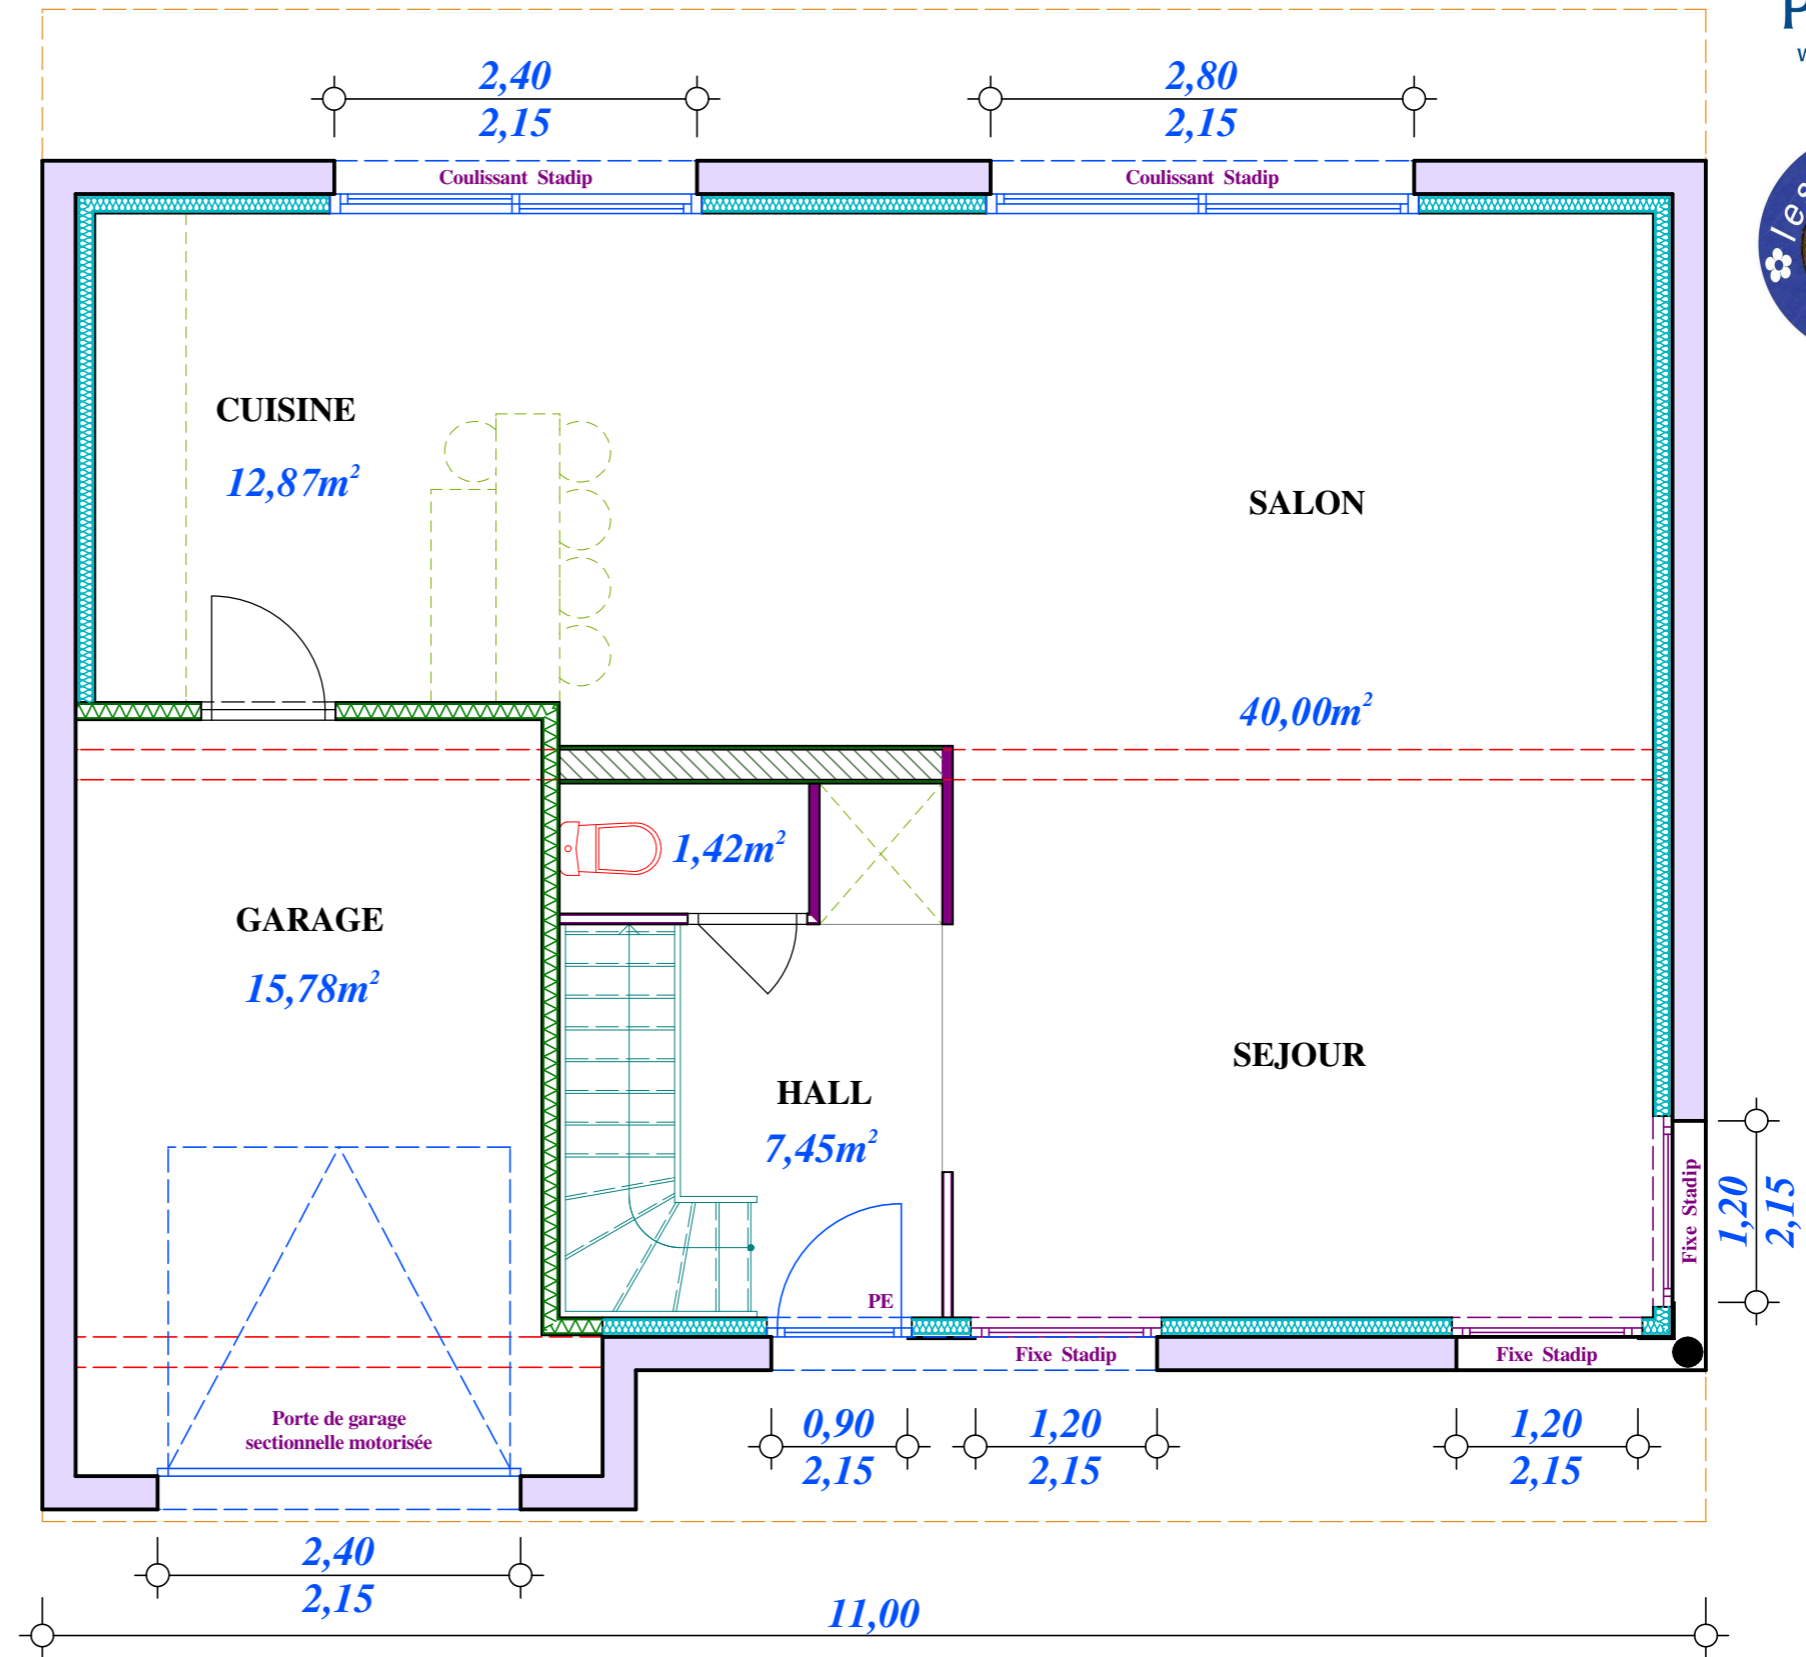 2,40
2,15
2,80
2,15
Coulissant Stadip
Coulissant Stadip
les
CUISINE
12,87m²
SALON
40,00m²
1,42m²
GARAGE
15,78m²
SEJOUR
HALL
7,45m²
PE
Fixe Stadip
1,20
2,15
Fixe Stadip
Fixe Stadip
Porte de garage
sectionnelle motorisée
0,90
2,15
1,20
2,15
1,20
2,15
2,40
2,15
11,00